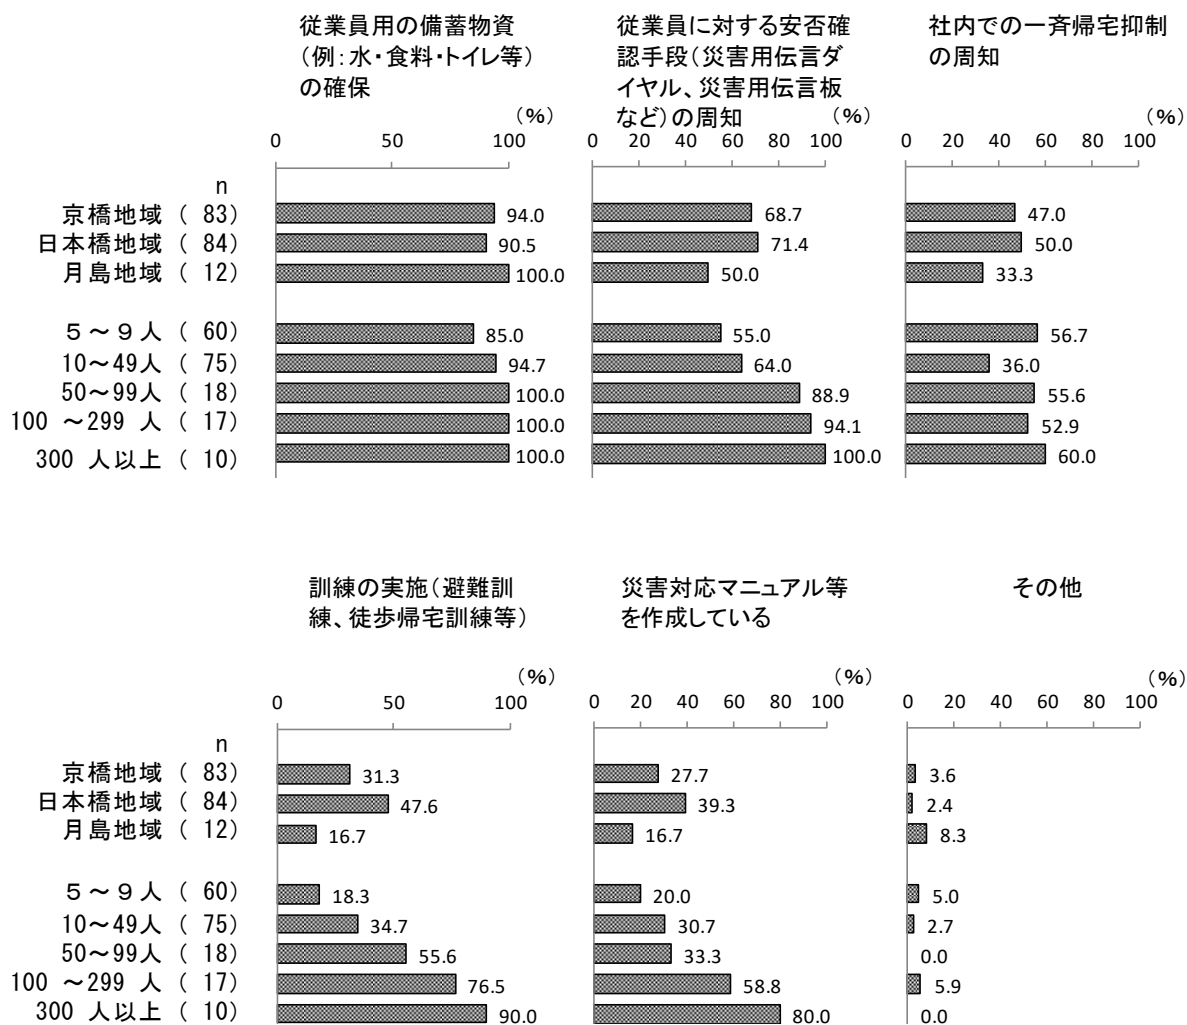 従業員用の備蓄物資
（例：水・食料・トイレ等）
の確保
従業員に対する安否確
認手段（災害用伝言ダ
イヤル、災害用伝言板
など）の周知
社内での一斉帰宅抑制
の周知
（%） （%） （%）
0 50 100 0 20 40 60 80 100 0 20 40 60 80 100
n
京橋地域 ( 83) 94.0 68.7 47.0
日本橋地域 ( 84) 90.5 71.4 50.0
月島地域 ( 12) 100.0 50.0 33.3
５～９人 ( 60) 85.0 55.0 56.7
10～49人 ( 75) 94.7 64.0 36.0
50～99人 ( 18) 100.0 88.9 55.6
100 ～299 人 ( 17) 100.0 94.1 52.9
300 人以上 ( 10) 100.0 100.0 60.0
訓練の実施（避難訓
練、徒歩帰宅訓練等）
災害対応マニュアル等
を作成している
その他
（%） （%） （%）
0 50 100 0 20 40 60 80 100 0 20 40 60 80 100
n
京橋地域 ( 83) 31.3 27.7 3.6
日本橋地域 ( 84) 47.6 39.3 2.4
月島地域 ( 12) 16.7 16.7 8.3
５～９人 ( 60) 18.3 20.0 5.0
10～49人 ( 75) 34.7 30.7 2.7
50～99人 ( 18) 55.6 33.3 0.0
100 ～299 人 ( 17) 76.5 58.8 5.9
300 人以上 ( 10) 90.0 80.0 0.0